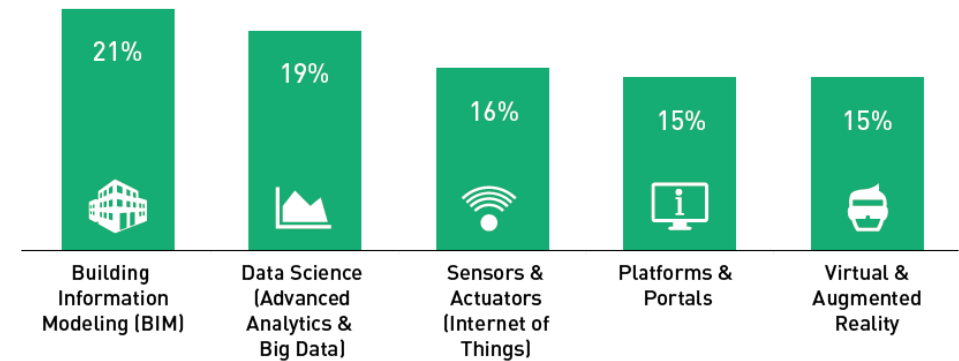 21%
19%
16%
15%
15%
Building
Information
Modeling (BIM)
Data Science
(Advanced
Analytics &
Big Data)
Sensors &
Actuators
(Internet of
Things)
Platforms &
Portals
Virtual &
Augmented
Reality